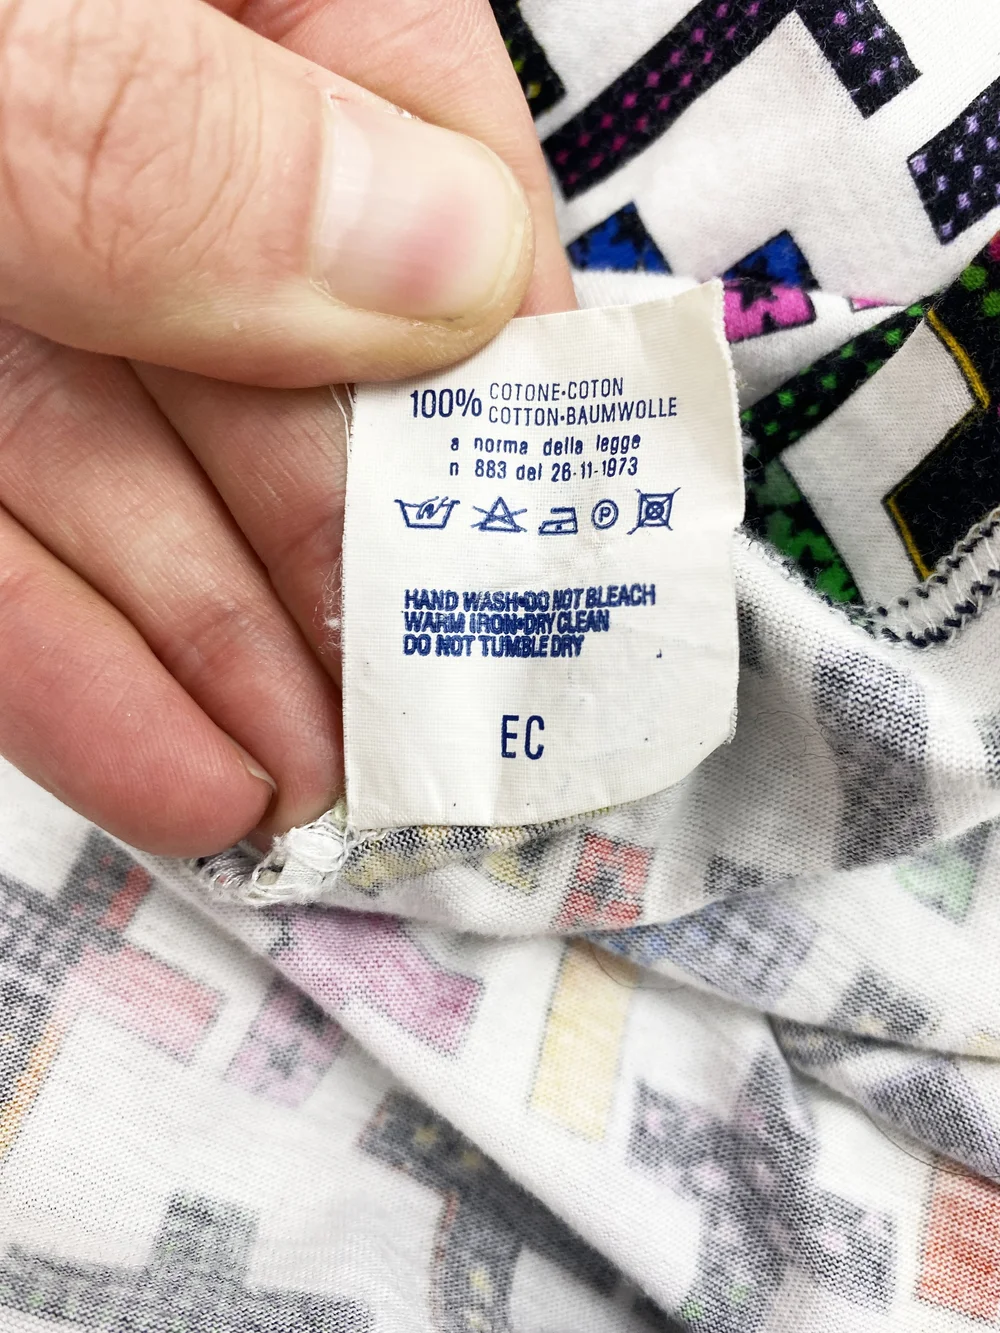 100% COTONE•COTON
COTTON•BAUMWOLLE
a norma della legge
n 883 del 26-11-1973
P
HAND WASH•DO NOT BLEACH
WARM IRON•DRY CLEAN
DO NOT TUMBLE DRY
EC